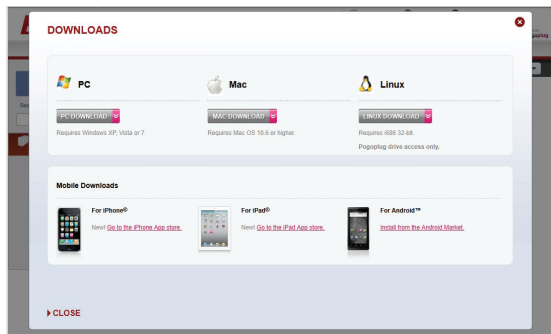 DOWNLOADS
PC
Mac
Linux
PC DOWNLOAD
MAC DOWNLOAD
LINUX DOWNLOAD
Requires Windows XP, Vista or 7.
Requires Mac OS 10.6 or higher.
Requires i686 32-bit.
Pogoplug drive access only.
Mobile Downloads
For iPhone®
For iPad®
For Android™
New! Go to the iPhone App store.
New! Go to the iPad App store.
Install from the Android Market.
CLOSE